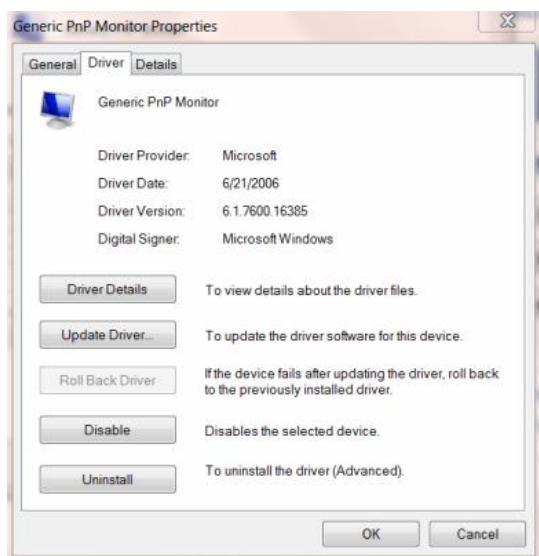 Generic PnP Monitor Properties
General Driver Details
Generic PnP Monitor
Driver Provider: Microsoft
Driver Date: 6/21/2006
Driver Version: 6.1.7600.16385
Digital Signer: Microsoft Windows
Driver Details To view details about the driver files.
Update Driver... To update the driver software for this device.
Roll Back Driver If the device fails after updating the driver, roll back
to the previously installed driver.
Disable Disables the selected device.
Uninstall To uninstall the driver (Advanced).
OK Cancel